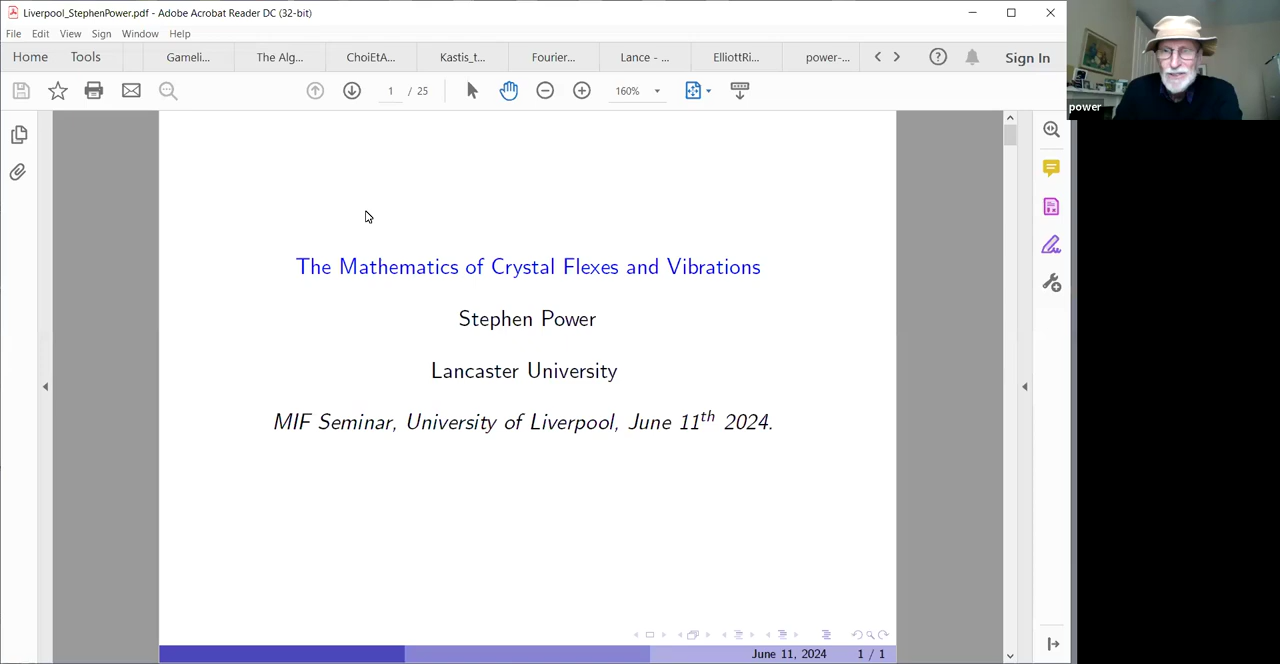 Liverpool_StephenPower.pdf - Adobe Acrobat Reader DC (32-bit)
File Edit View Sign Window Help
Home Tools Gameli... The Alg... ChoiEtA... Kastis_t... Fourier... Lance - ... ElliottRi... power-... Sign In
1 / 25 160%
power
The Mathematics of Crystal Flexes and Vibrations
Stephen Power
Lancaster University
MIF Seminar, University of Liverpool, June 11th 2024.
June 11, 2024 1 / 1